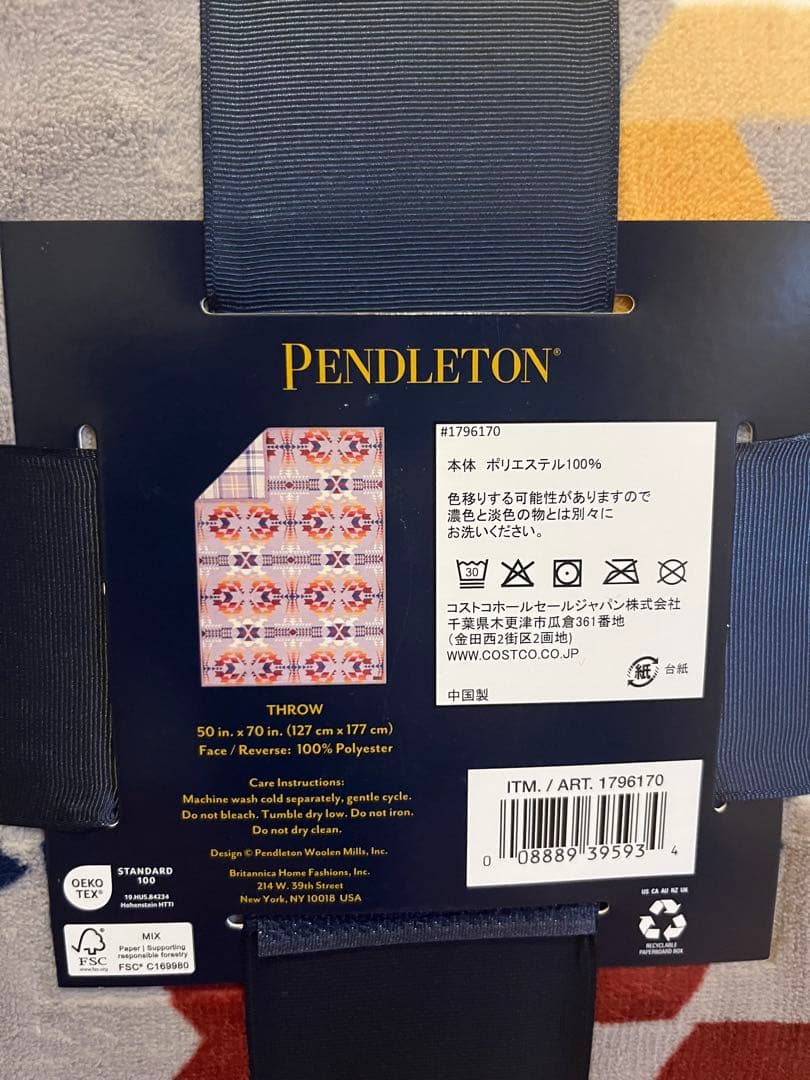 PENDLETON®
#1796170
本体 ポリエステル100%
色移りする可能性がありますので
濃色と淡色の物とは別々に
お洗いください。
30
コストコホールセールジャパン株式会社
千葉県木更津市瓜倉361番地
(金田西2街区2画地)
WWW.COSTCO.CO.JP
紙 台紙
中国製
THROW
50 in. x 70 in. (127 cm x 177 cm)
Face / Reverse: 100% Polyester
Care Instructions:
Machine wash cold separately, gentle cycle.
Do not bleach. Tumble dry low. Do not iron.
Do not dry clean.
Design © Pendleton Woolen Mills, Inc.
Britannica Home Fashions, Inc.
214 W. 39th Street
New York, NY 10018 USA
ITM. / ART. 1796170
0 08889 39593 4
OEKO
TEX®
STANDARD
100
19.HUS.84234
Hohenstein HTTI
FSC
www.fsc.org
MIX
Paper | Supporting
responsible forestry
FSC® C169980
US CA AU NZ UK
RECYCLABLE
PAPERBOARD BOX